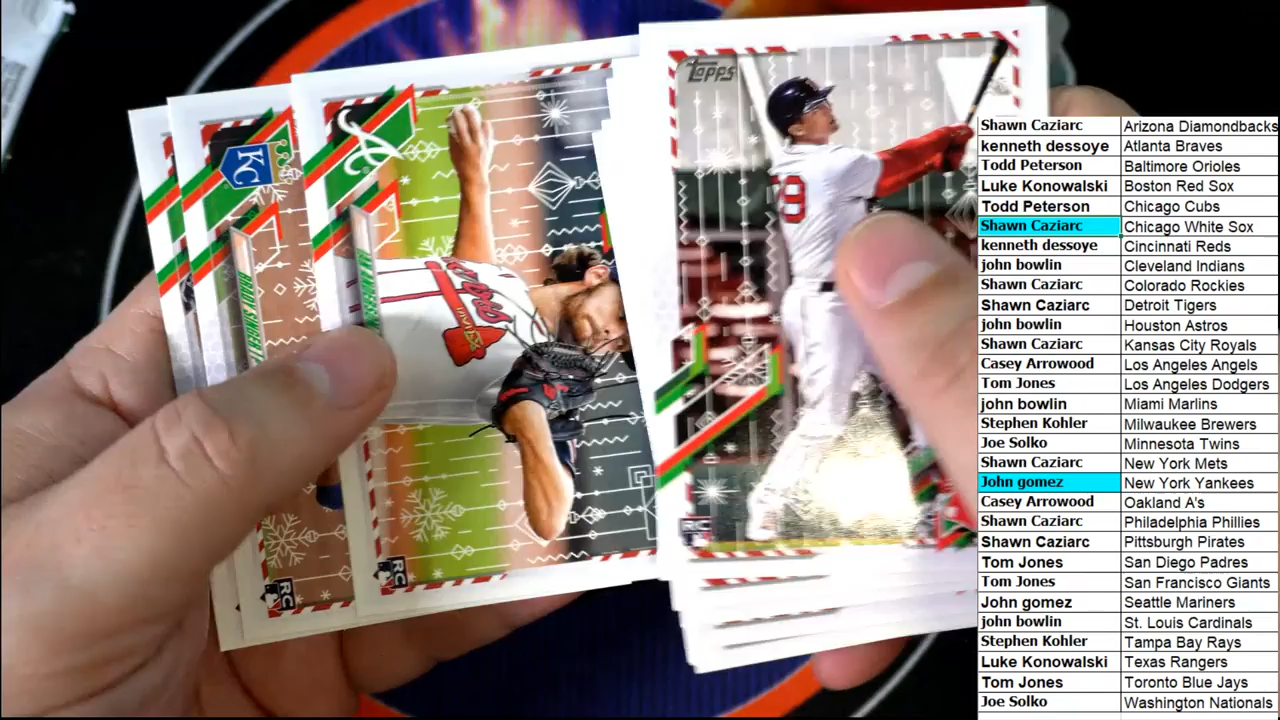 TOPPS
KC
29
Braves
RC
RC
RC
Shawn Caziarc Arizona Diamondbacks
kenneth dessoye Atlanta Braves
Todd Peterson Baltimore Orioles
Luke Konowalski Boston Red Sox
Todd Peterson Chicago Cubs
Shawn Caziarc Chicago White Sox
kenneth dessoye Cincinnati Reds
john bowlin Cleveland Indians
Shawn Caziarc Colorado Rockies
Shawn Caziarc Detroit Tigers
john bowlin Houston Astros
Shawn Caziarc Kansas City Royals
Casey Arrowood Los Angeles Angels
Tom Jones Los Angeles Dodgers
john bowlin Miami Marlins
Stephen Kohler Milwaukee Brewers
Joe Solko Minnesota Twins
Shawn Caziarc New York Mets
John gomez New York Yankees
Casey Arrowood Oakland A's
Shawn Caziarc Philadelphia Phillies
Shawn Caziarc Pittsburgh Pirates
Tom Jones San Diego Padres
Tom Jones San Francisco Giants
John gomez Seattle Mariners
john bowlin St. Louis Cardinals
Stephen Kohler Tampa Bay Rays
Luke Konowalski Texas Rangers
Tom Jones Toronto Blue Jays
Joe Solko Washington Nationals